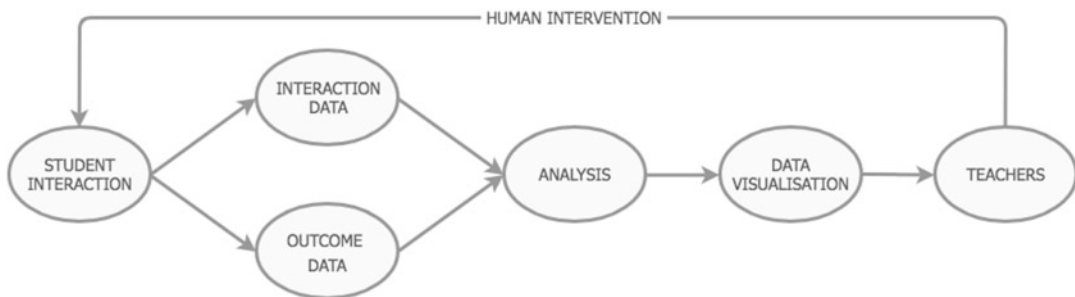 HUMAN INTERVENTION
INTERACTION
DATA
STUDENT
INTERACTION
ANALYSIS
DATA
VISUALISATION
TEACHERS
OUTCOME
DATA